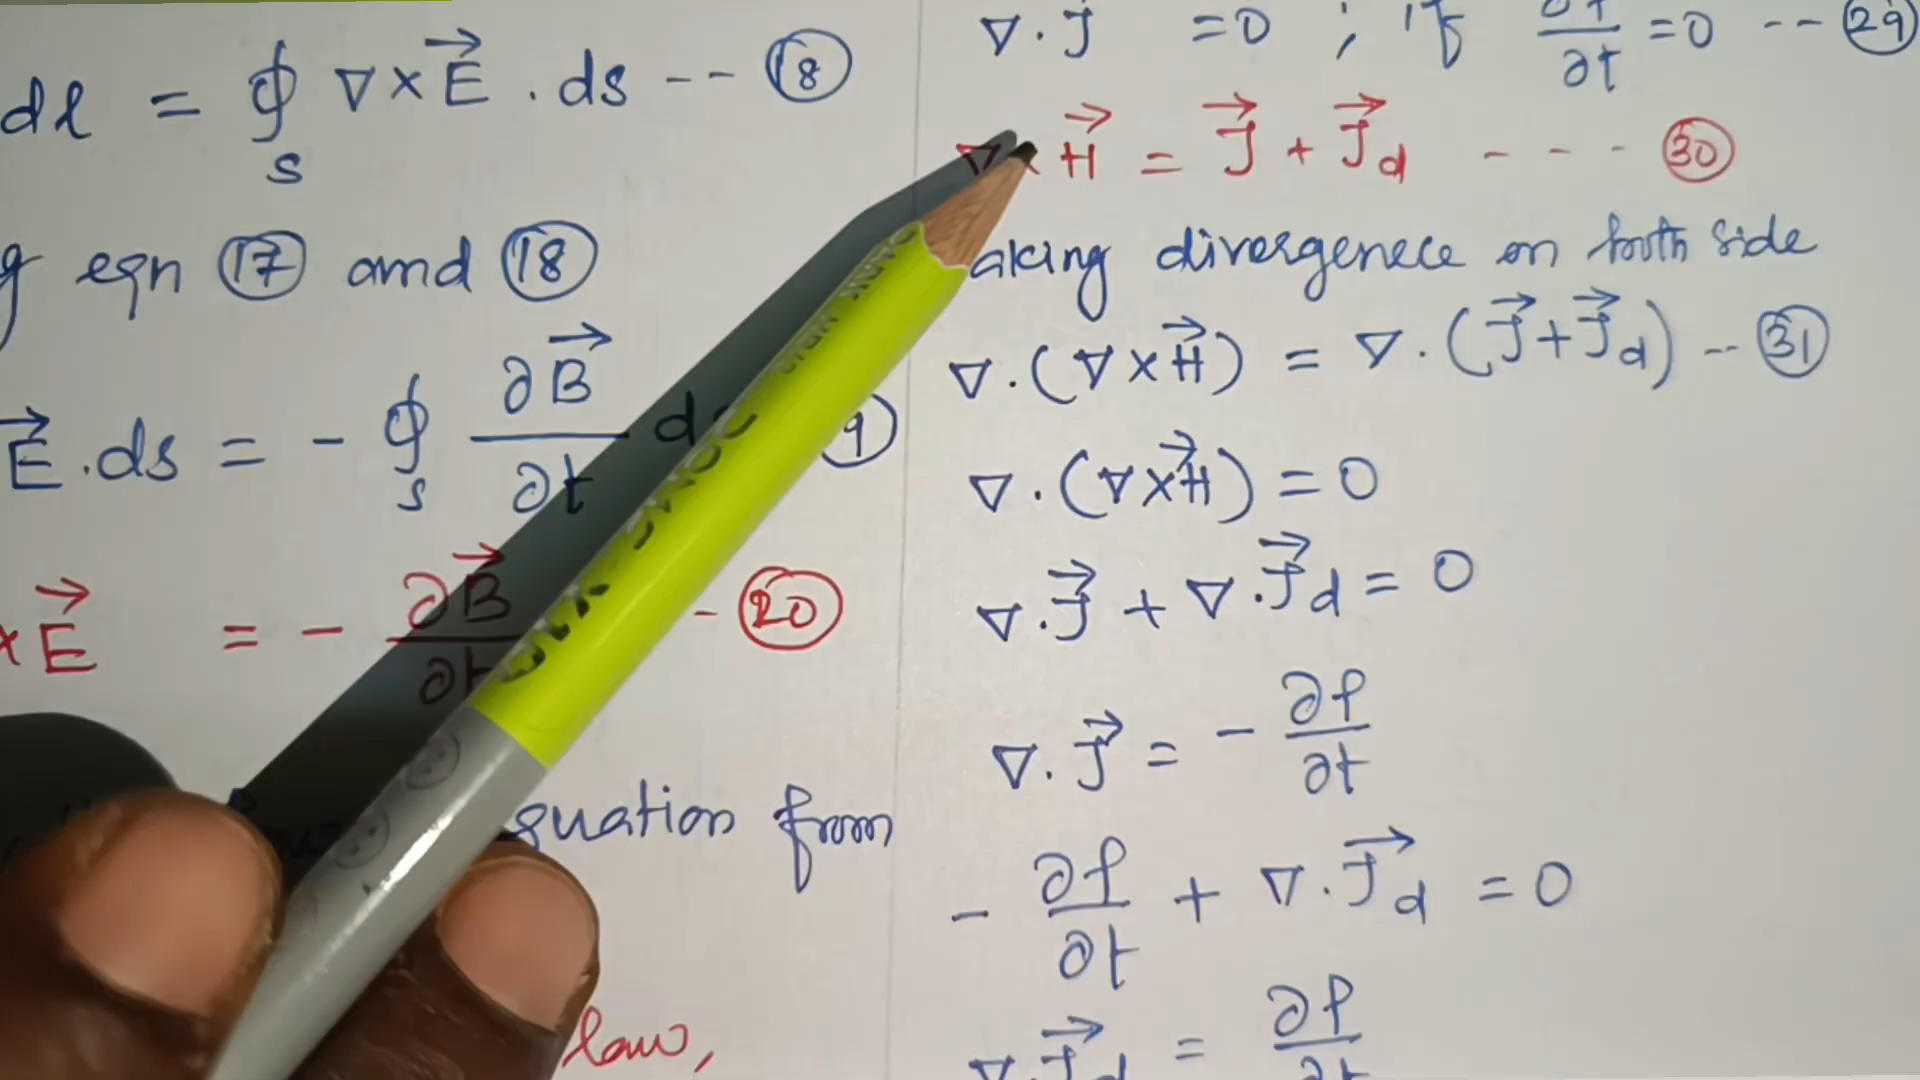 dl = ∮ₛ ∇×E⃗ . ds -- (18)
g eqn (17) and (18)
E⃗ .ds = - ∮ₛ ∂B⃗/∂t
×E⃗ = - ∂B⃗/∂t - (20)
quation from
law,
∇.J⃗ =0 ; if ∂ρ/∂t =0 -- (29)
∇×H⃗ = J⃗ + J⃗d - - - (30)
aking divergenece on both side
∇.(∇×H⃗) = ∇.(J⃗+J⃗d) -- (31)
∇.(∇×H⃗) = 0
∇.J⃗ + ∇.J⃗d = 0
∇.J⃗ = - ∂ρ/∂t
- ∂ρ/∂t + ∇.J⃗d = 0
∇.J⃗d = ∂ρ/∂t